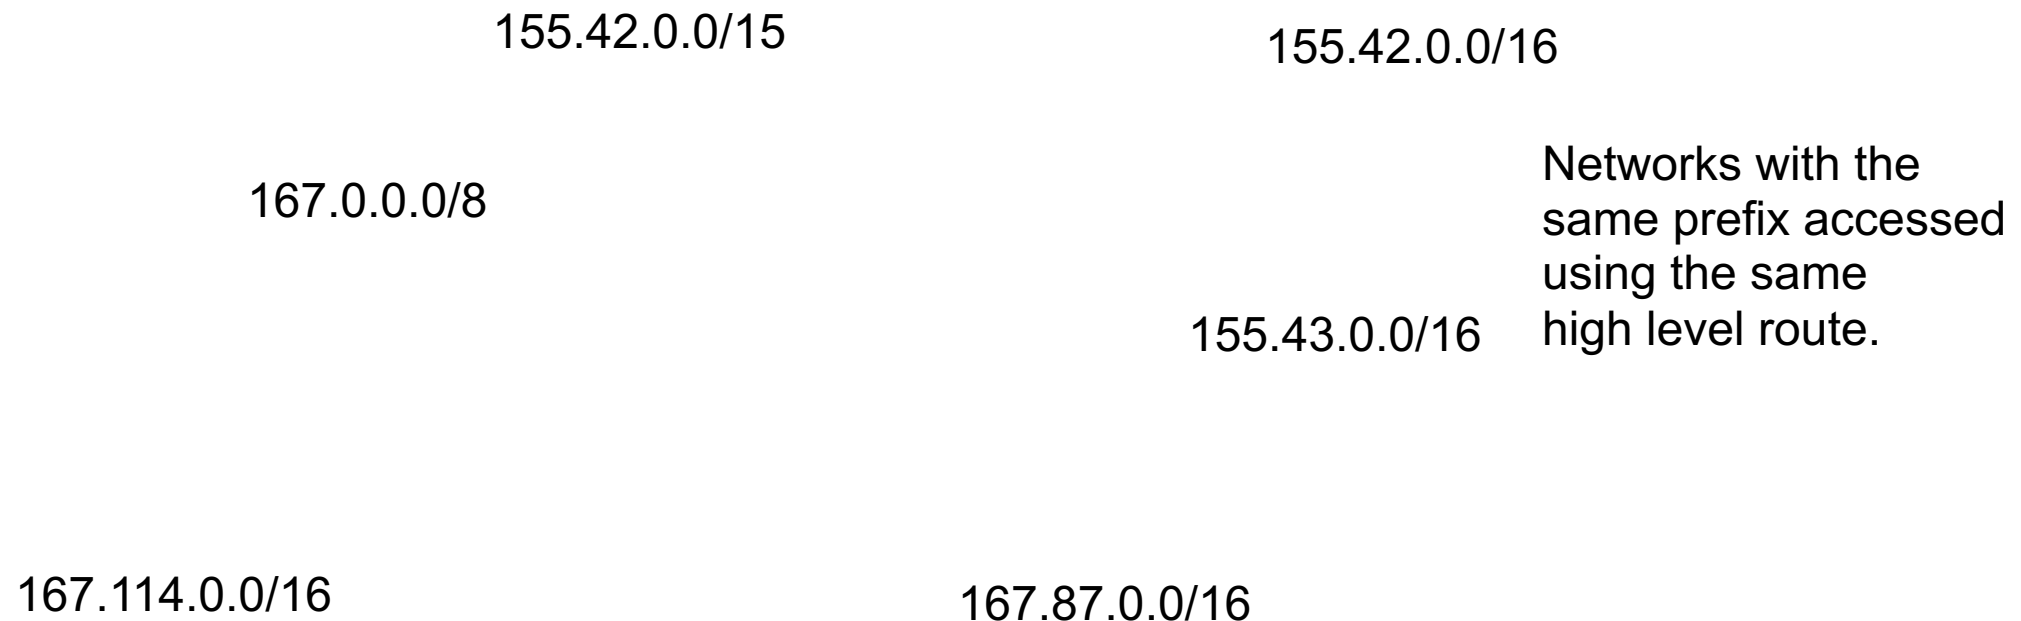 155.42.0.0/15
155.42.0.0/16
167.0.0.0/8
Networks with the
same prefix accessed
using the same
high level route.
155.43.0.0/16
167.114.0.0/16
167.87.0.0/16